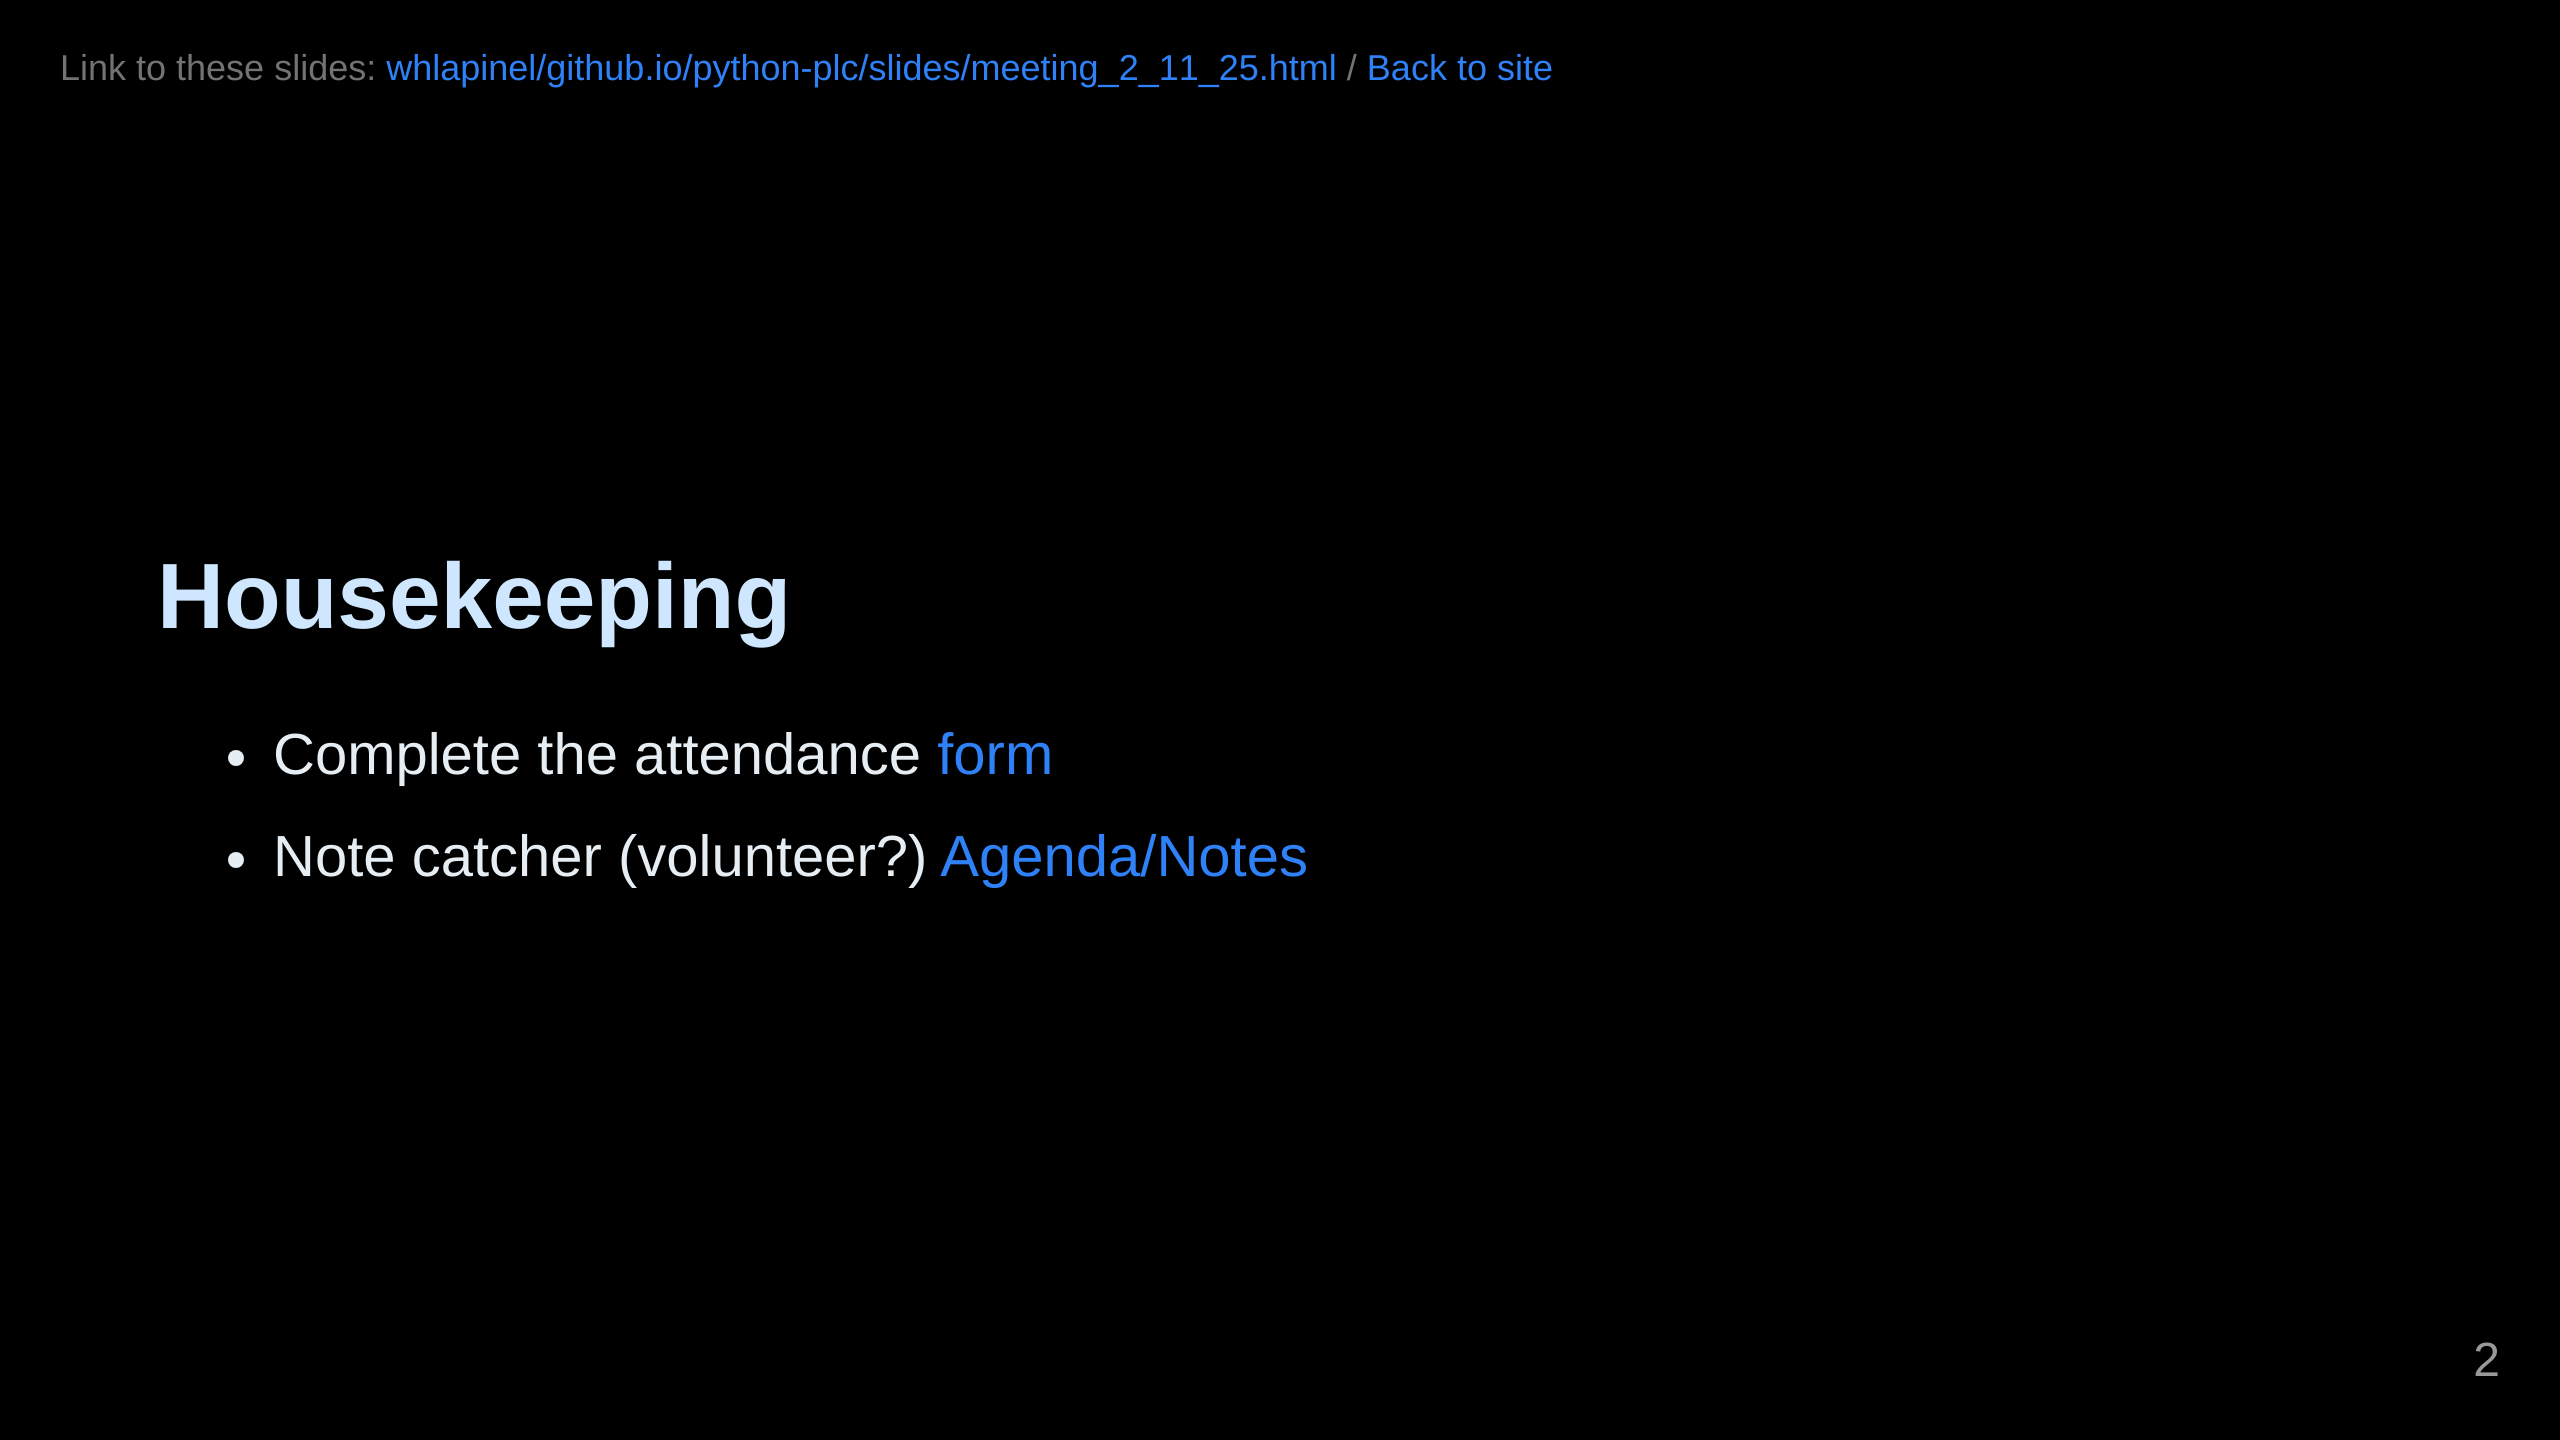 Link to these slides: whlapinel/github.io/python-plc/slides/meeting_2_11_25.html / Back to site
Housekeeping
• Complete the attendance form
• Note catcher (volunteer?) Agenda/Notes
2